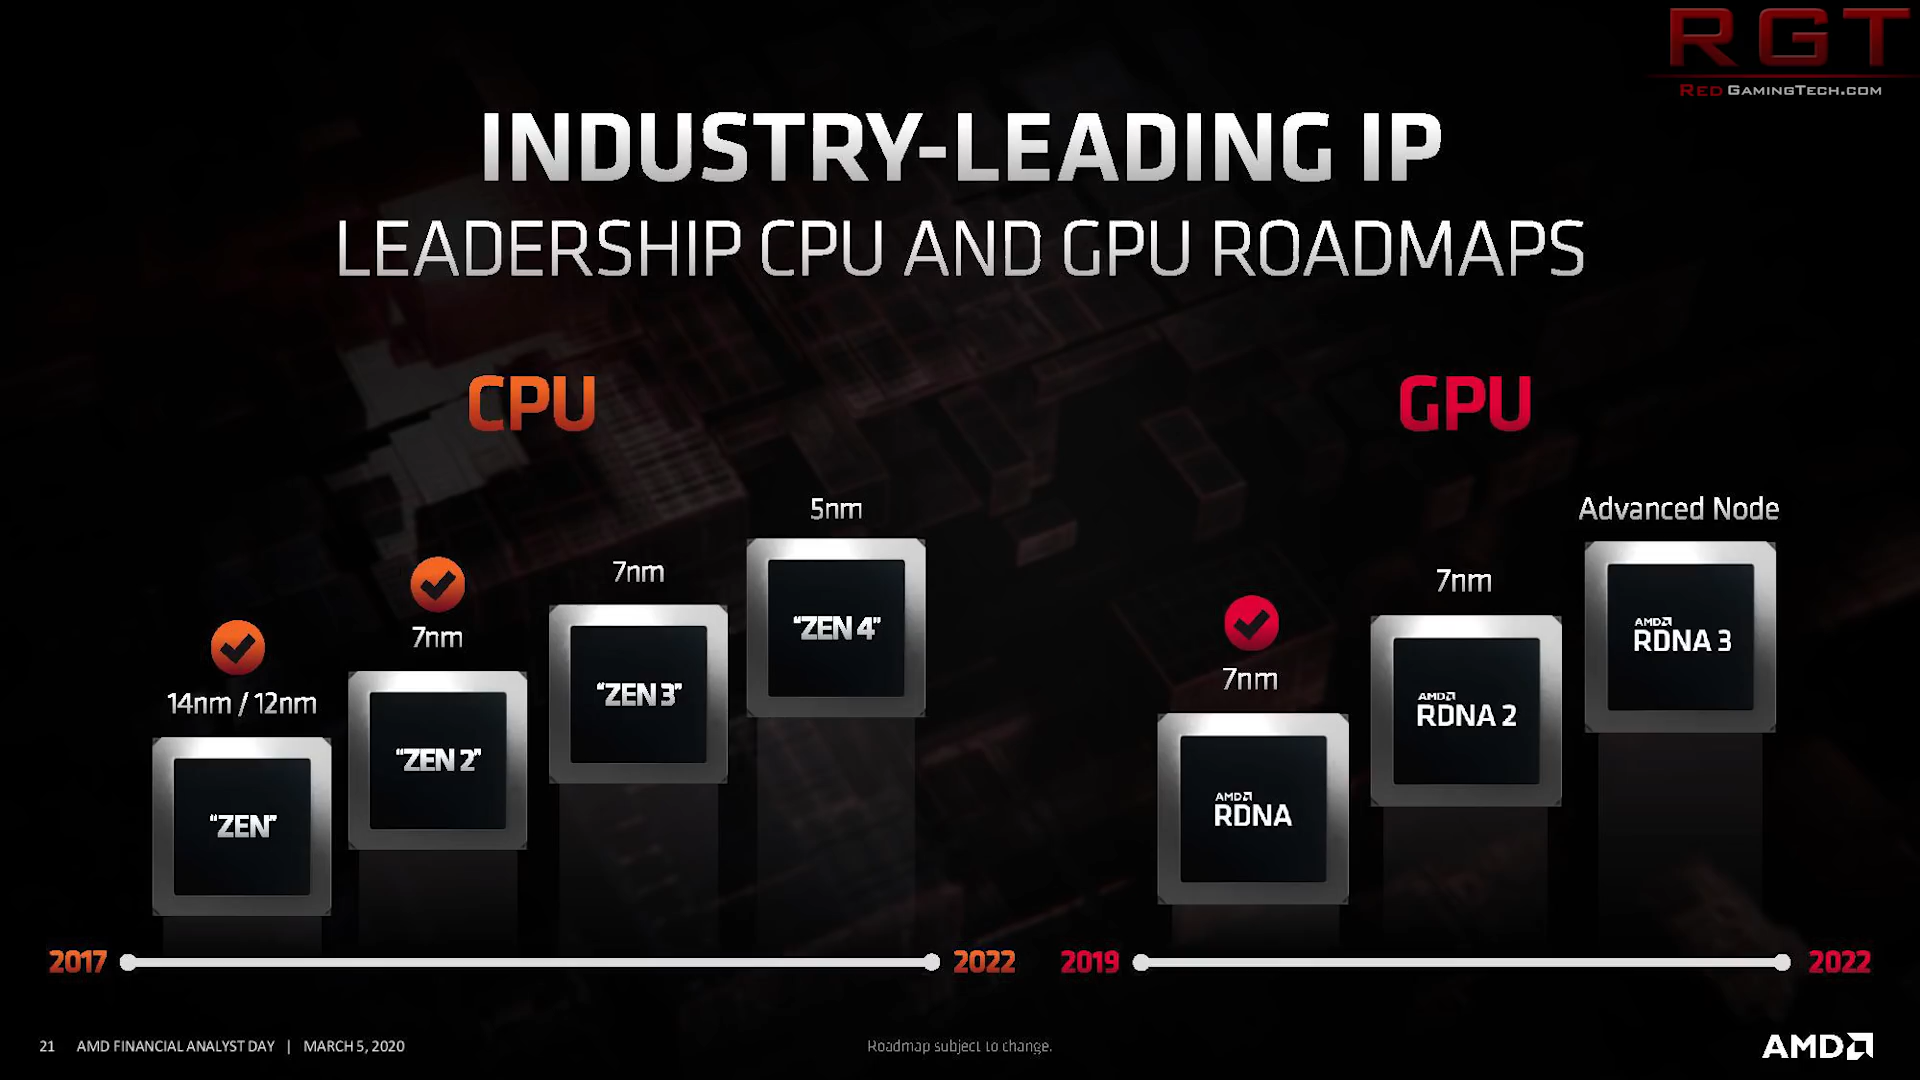 RGT
RED GAMINGTECH.COM
INDUSTRY-LEADING IP
LEADERSHIP CPU AND GPU ROADMAPS
CPU
14nm / 12nm
"ZEN"
7nm
"ZEN 2"
7nm
"ZEN 3"
5nm
"ZEN 4"
2017
2022
GPU
7nm
AMD
RDNA
7nm
AMD
RDNA 2
Advanced Node
AMD
RDNA 3
2019
2022
21 AMD FINANCIAL ANALYST DAY | MARCH 5, 2020
Roadmap subject to change.
AMD